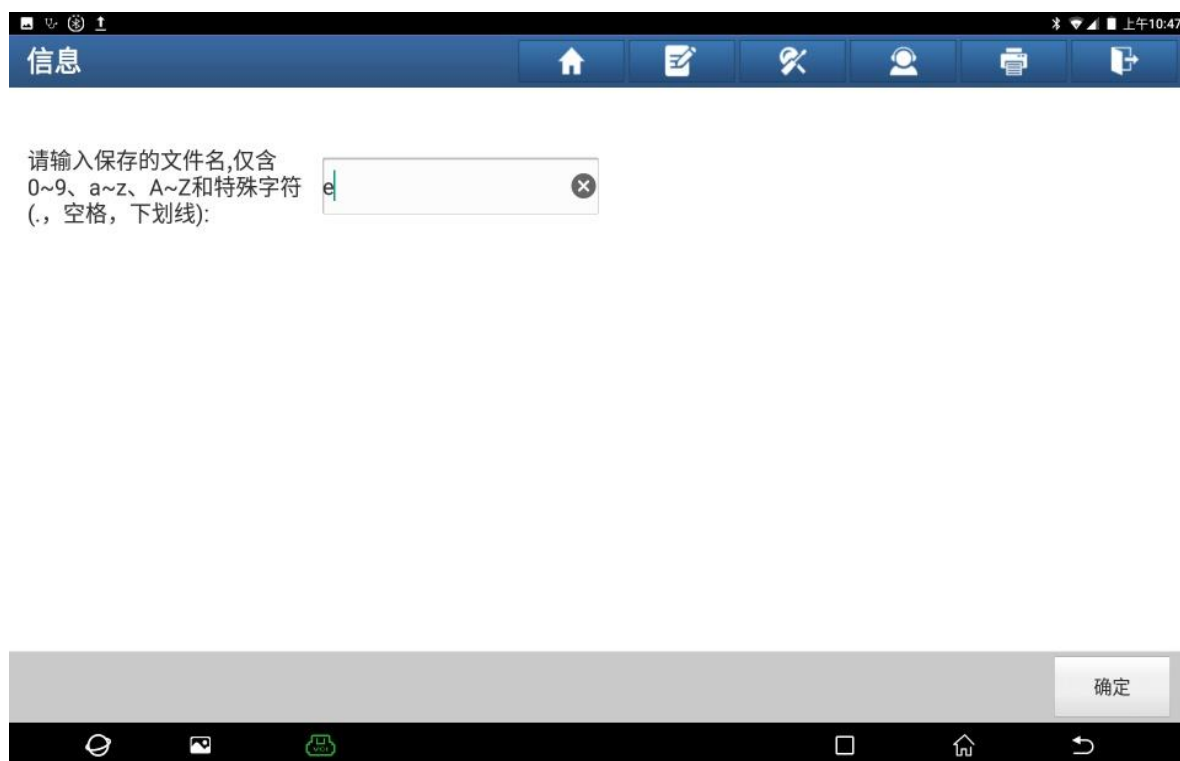 上午10:47
信息
请输入保存的文件名,仅含
0~9、a~z、A~Z和特殊字符
(.，空格，下划线):
e
确定
VCI